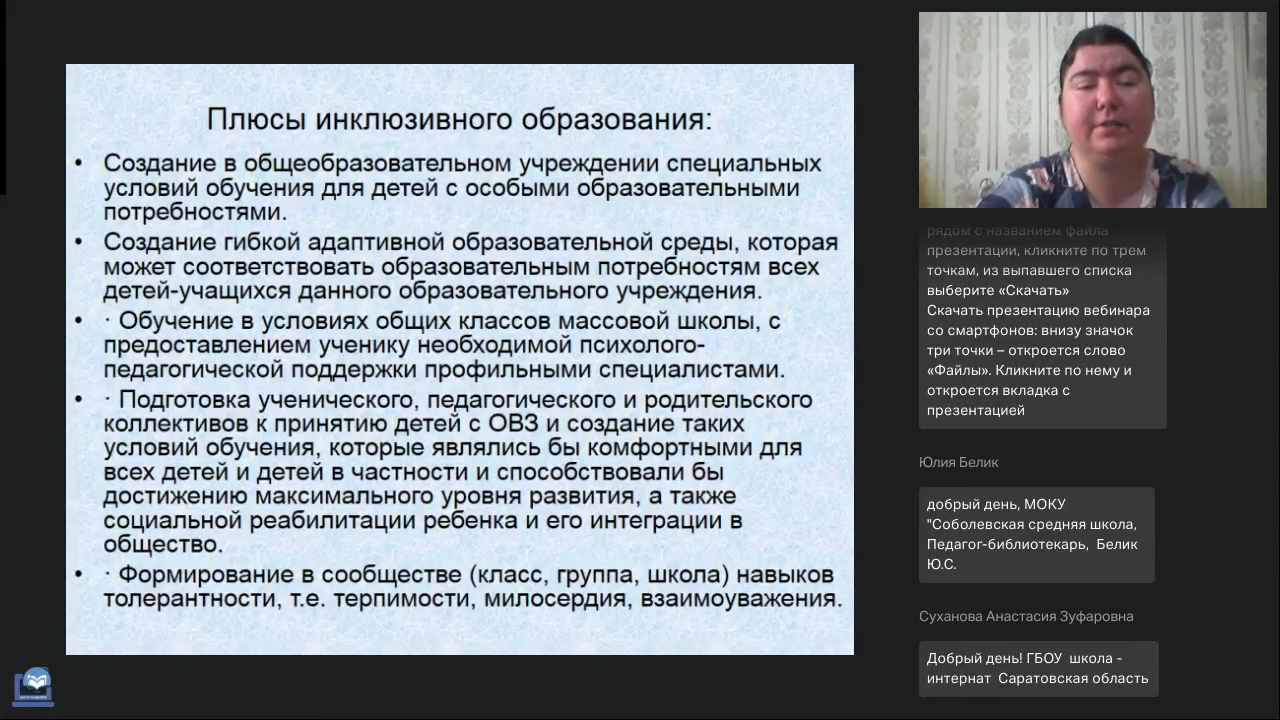 Плюсы инклюзивного образования:
• Создание в общеобразовательном учреждении специальных
условий обучения для детей с особыми образовательными
потребностями.
• Создание гибкой адаптивной образовательной среды, которая
может соответствовать образовательным потребностям всех
детей-учащихся данного образовательного учреждения.
• · Обучение в условиях общих классов массовой школы, с
предоставлением ученику необходимой психолого-
педагогической поддержки профильными специалистами.
• · Подготовка ученического, педагогического и родительского
коллективов к принятию детей с ОВЗ и создание таких
условий обучения, которые являлись бы комфортными для
всех детей и детей в частности и способствовали бы
достижению максимального уровня развития, а также
социальной реабилитации ребенка и его интеграции в
общество.
• · Формирование в сообществе (класс, группа, школа) навыков
толерантности, т.е. терпимости, милосердия, взаимоуважения.
рядом с названием файла
презентации, кликните по трем
точкам, из выпавшего списка
выберите «Скачать»
Скачать презентацию вебинара
со смартфонов: внизу значок
три точки – откроется слово
«Файлы». Кликните по нему и
откроется вкладка с
презентацией
Юлия Белик
добрый день, МОКУ
"Соболевская средняя школа,
Педагог-библиотекарь, Белик
Ю.С.
Суханова Анастасия Зуфаровна
Добрый день! ГБОУ школа -
интернат Саратовская область